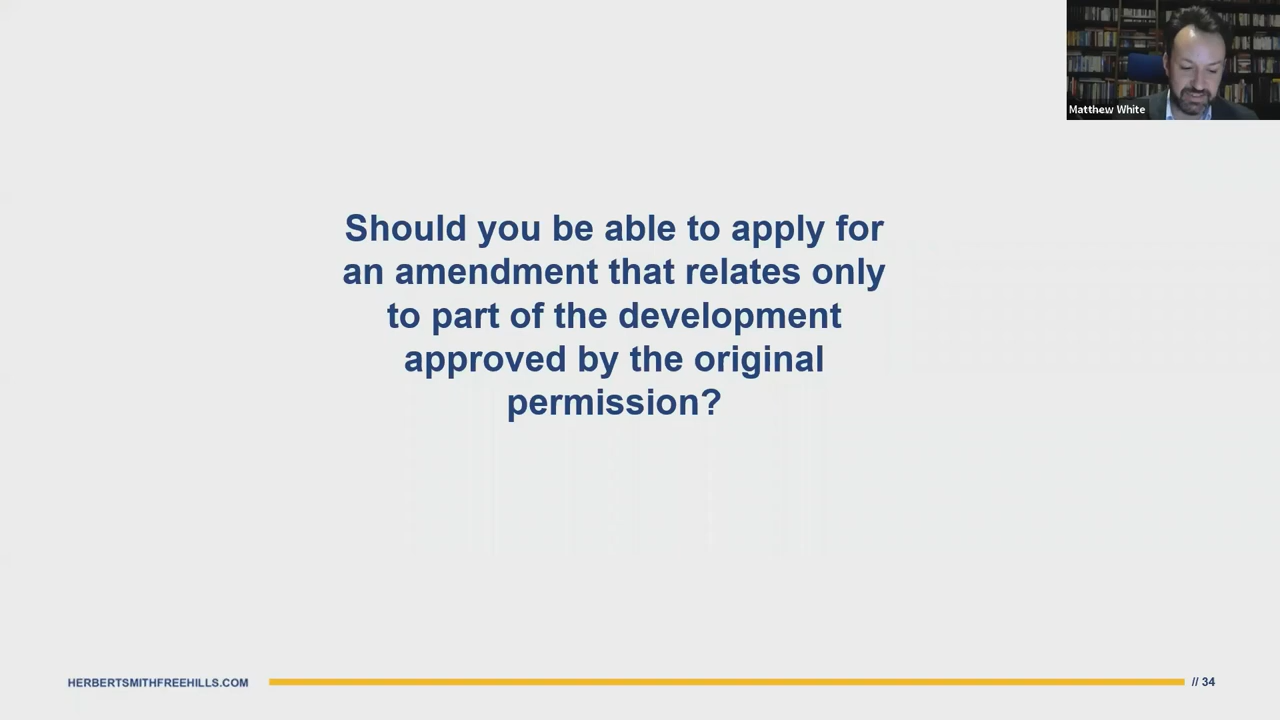 Matthew White
Should you be able to apply for
an amendment that relates only
to part of the development
approved by the original
permission?
HERBERTSMITHFREEHILLS.COM
// 34